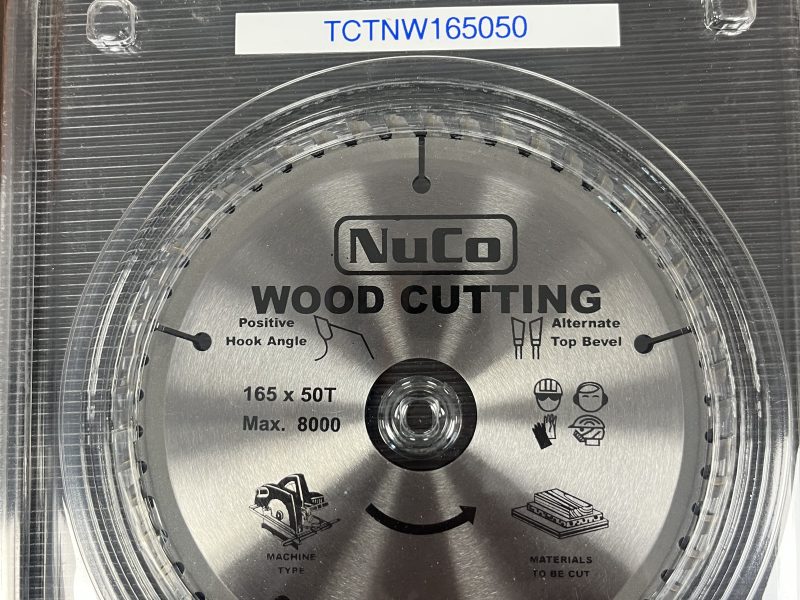 TCTNW165050
NuCo
WOOD CUTTING
Positive
Hook Angle
Alternate
Top Bevel
165 x 50T
Max. 8000
MACHINE
TYPE
MATERIALS
TO BE CUT